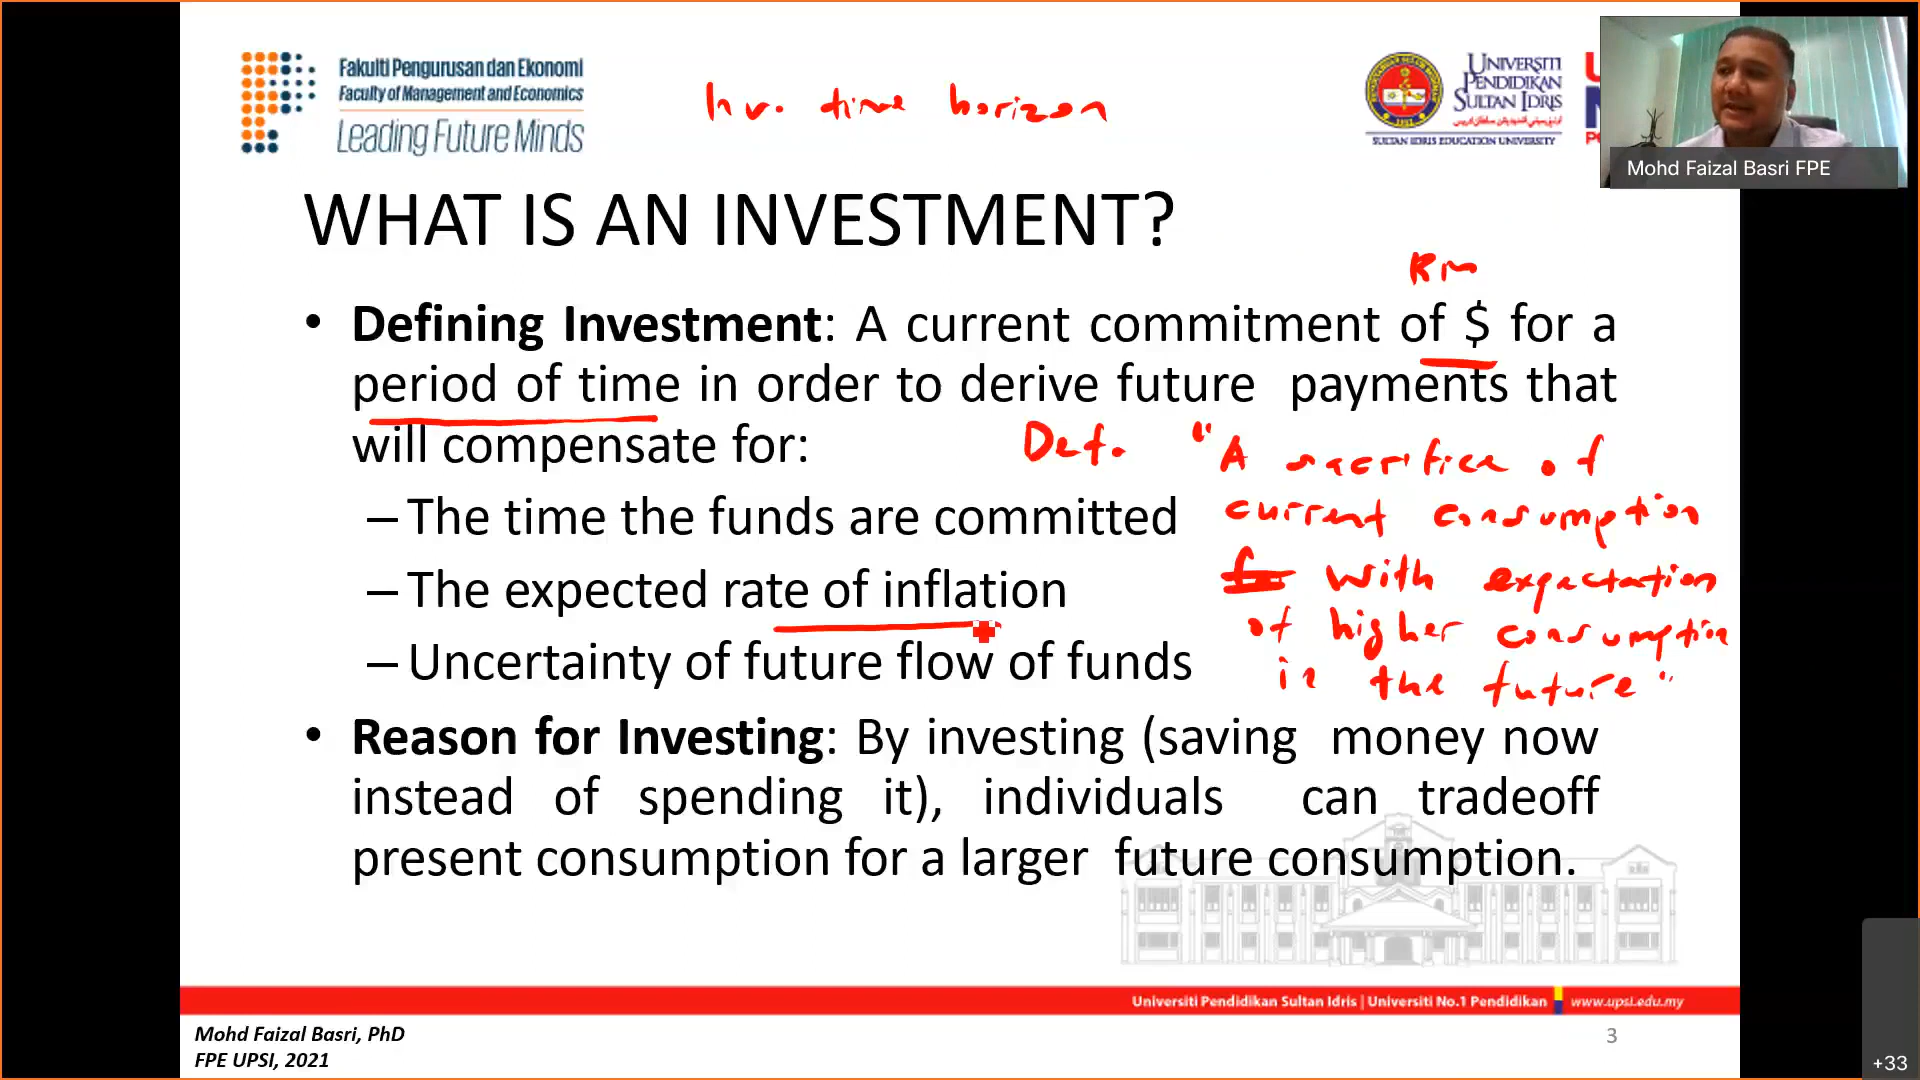 Fakulti Pengurusan dan Ekonomi
Faculty of Management and Economics
Leading Future Minds
Inv. time horizon
UNIVERSITI
PENDIDIKAN
SULTAN IDRIS
SULTAN IDRIS EDUCATION UNIVERSITY
Mohd Faizal Basri FPE
WHAT IS AN INVESTMENT?
RM
• Defining Investment: A current commitment of $ for a
period of time in order to derive future payments that
will compensate for:
Def. "A sacrifice of
current consumption
with expectation
of higher consumption
in the future"
– The time the funds are committed
– The expected rate of inflation
– Uncertainty of future flow of funds
• Reason for Investing: By investing (saving money now
instead of spending it), individuals can tradeoff
present consumption for a larger future consumption.
Universiti Pendidikan Sultan Idris | Universiti No.1 Pendidikan www.upsi.edu.my
Mohd Faizal Basri, PhD
FPE UPSI, 2021
3
+33